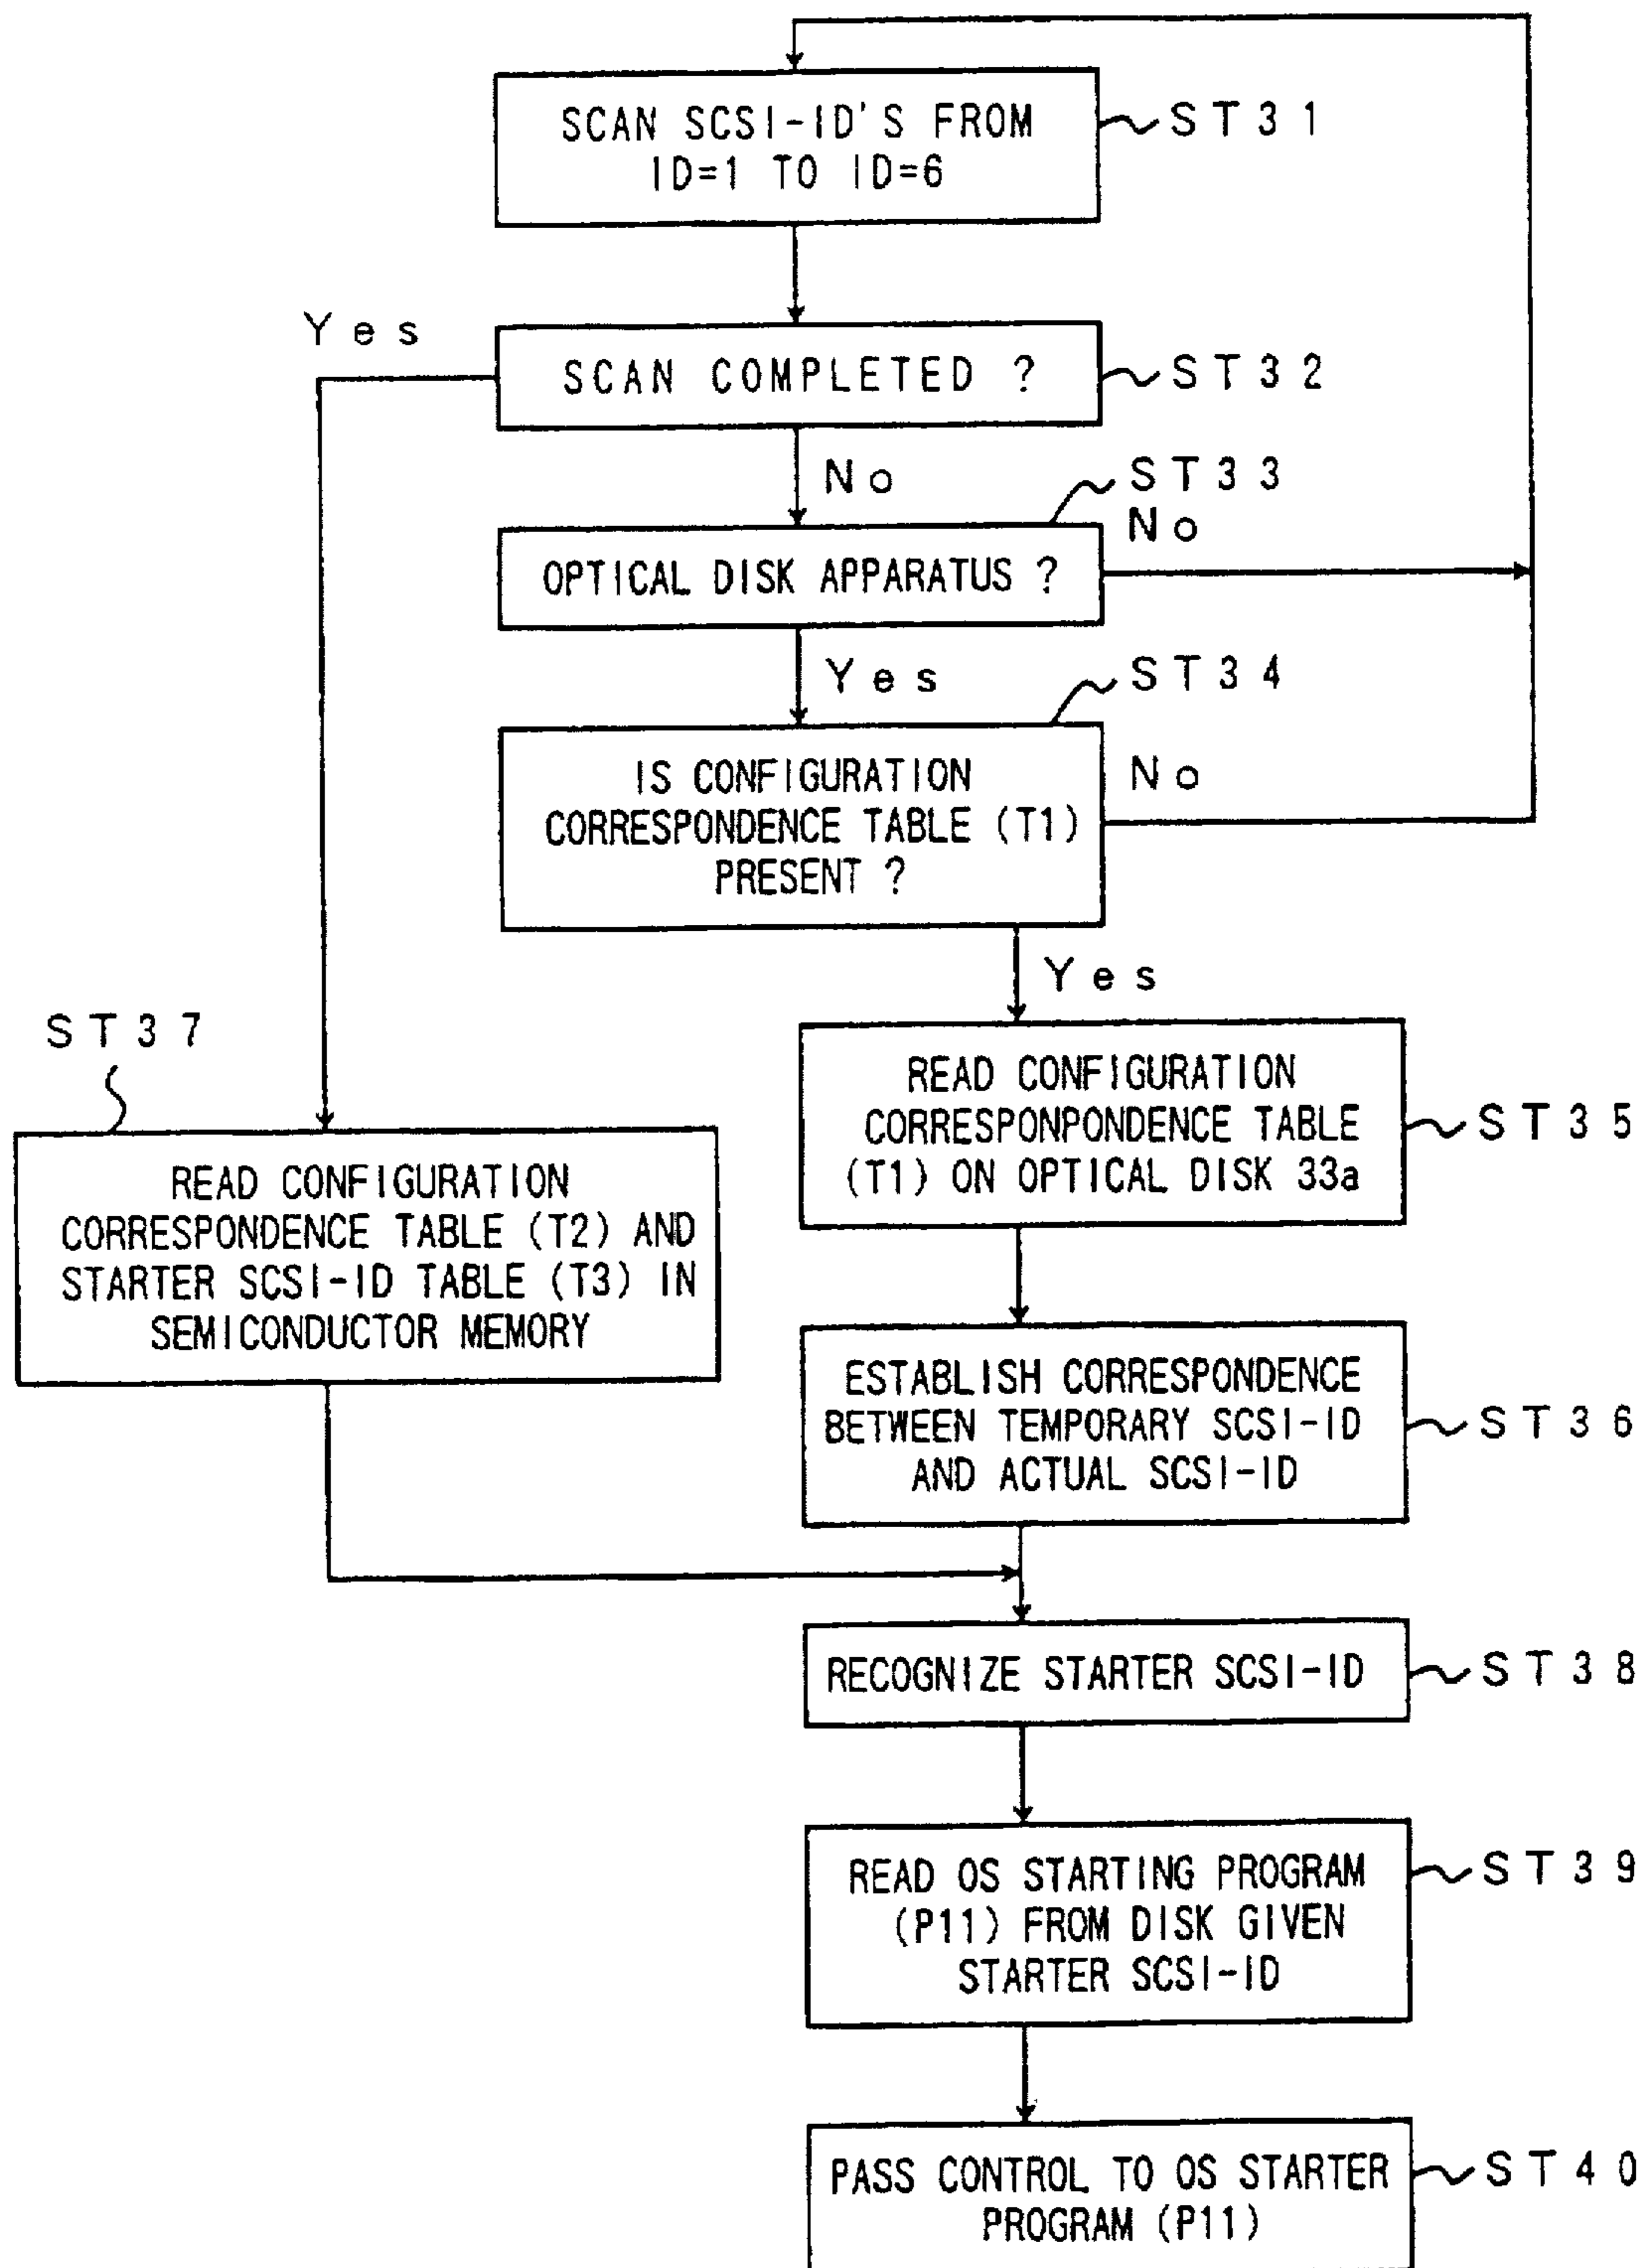 SCAN SCSI-ID'S FROM
ID=1 TO ID=6
ST31
Yes
SCAN COMPLETED ?
ST32
No
ST33
No
OPTICAL DISK APPARATUS ?
Yes
ST34
IS CONFIGURATION
CORRESPONDENCE TABLE (T1)
PRESENT ?
No
Yes
ST37
READ CONFIGURATION
CORRESPONPONDENCE TABLE
(T1) ON OPTICAL DISK 33a
ST35
READ CONFIGURATION
CORRESPONDENCE TABLE (T2) AND
STARTER SCSI-ID TABLE (T3) IN
SEMICONDUCTOR MEMORY
ESTABLISH CORRESPONDENCE
BETWEEN TEMPORARY SCSI-ID
AND ACTUAL SCSI-ID
ST36
RECOGNIZE STARTER SCSI-ID
ST38
READ OS STARTING PROGRAM
(P11) FROM DISK GIVEN
STARTER SCSI-ID
ST39
PASS CONTROL TO OS STARTER
PROGRAM (P11)
ST40